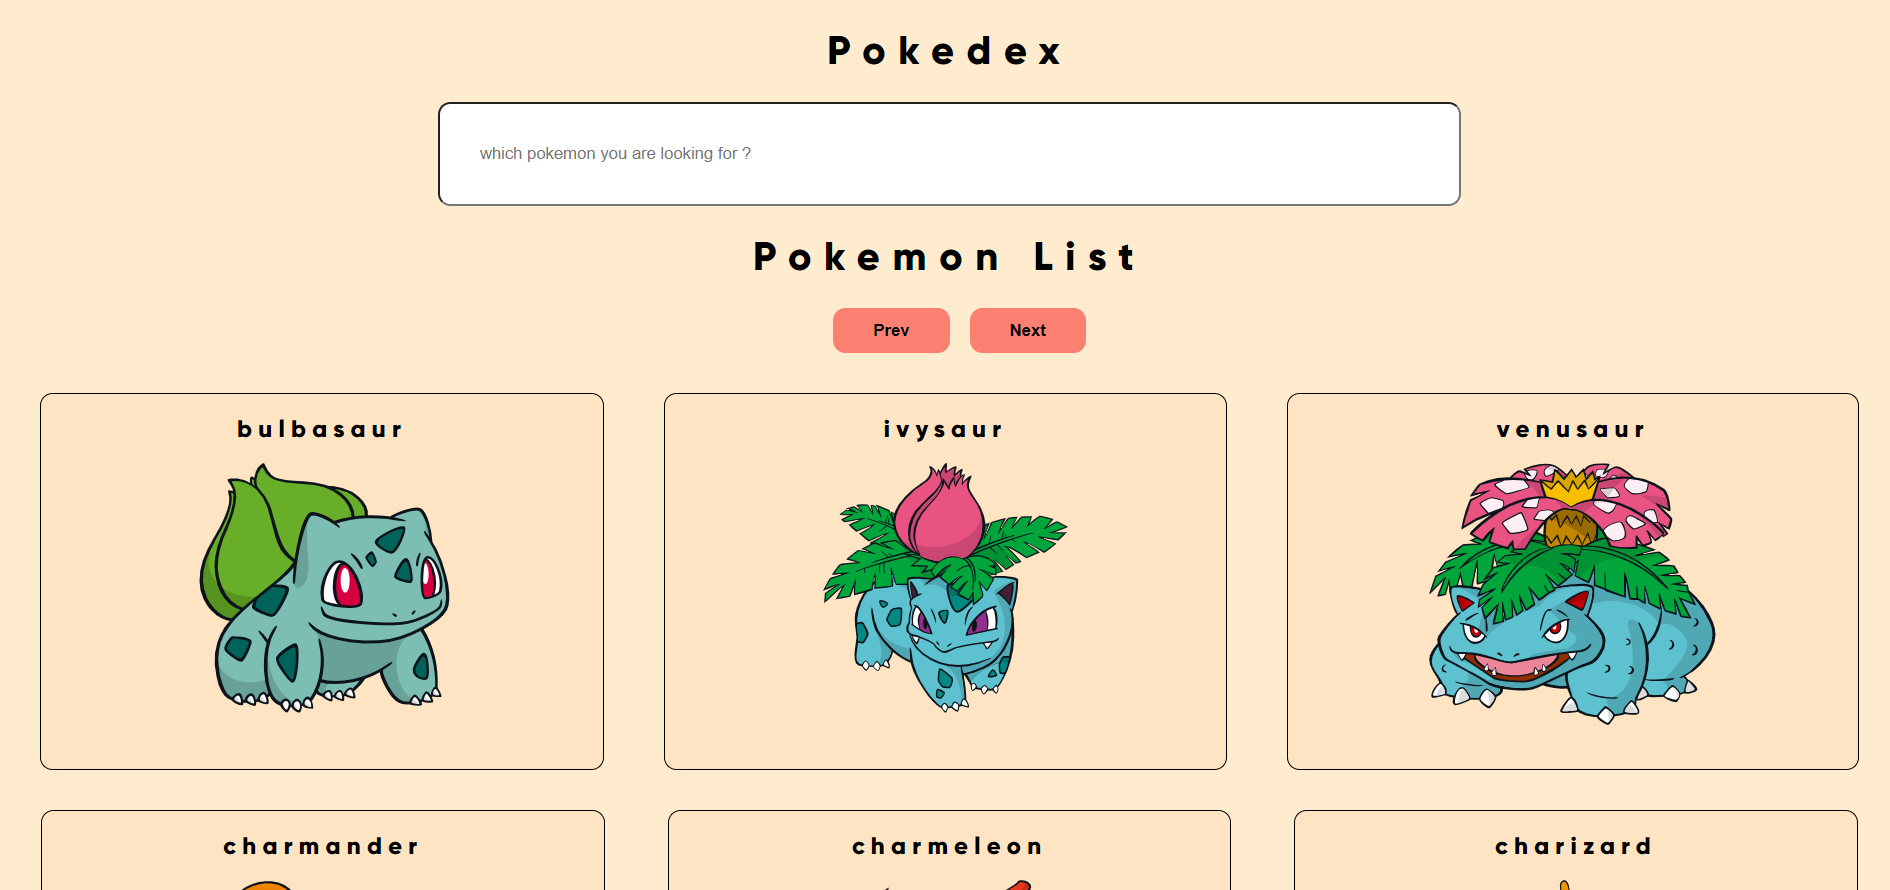 Pokedex
which pokemon you are looking for ?
Pokemon List
Prev Next
bulbasaur ivysaur venusaur
charmander charmeleon charizard